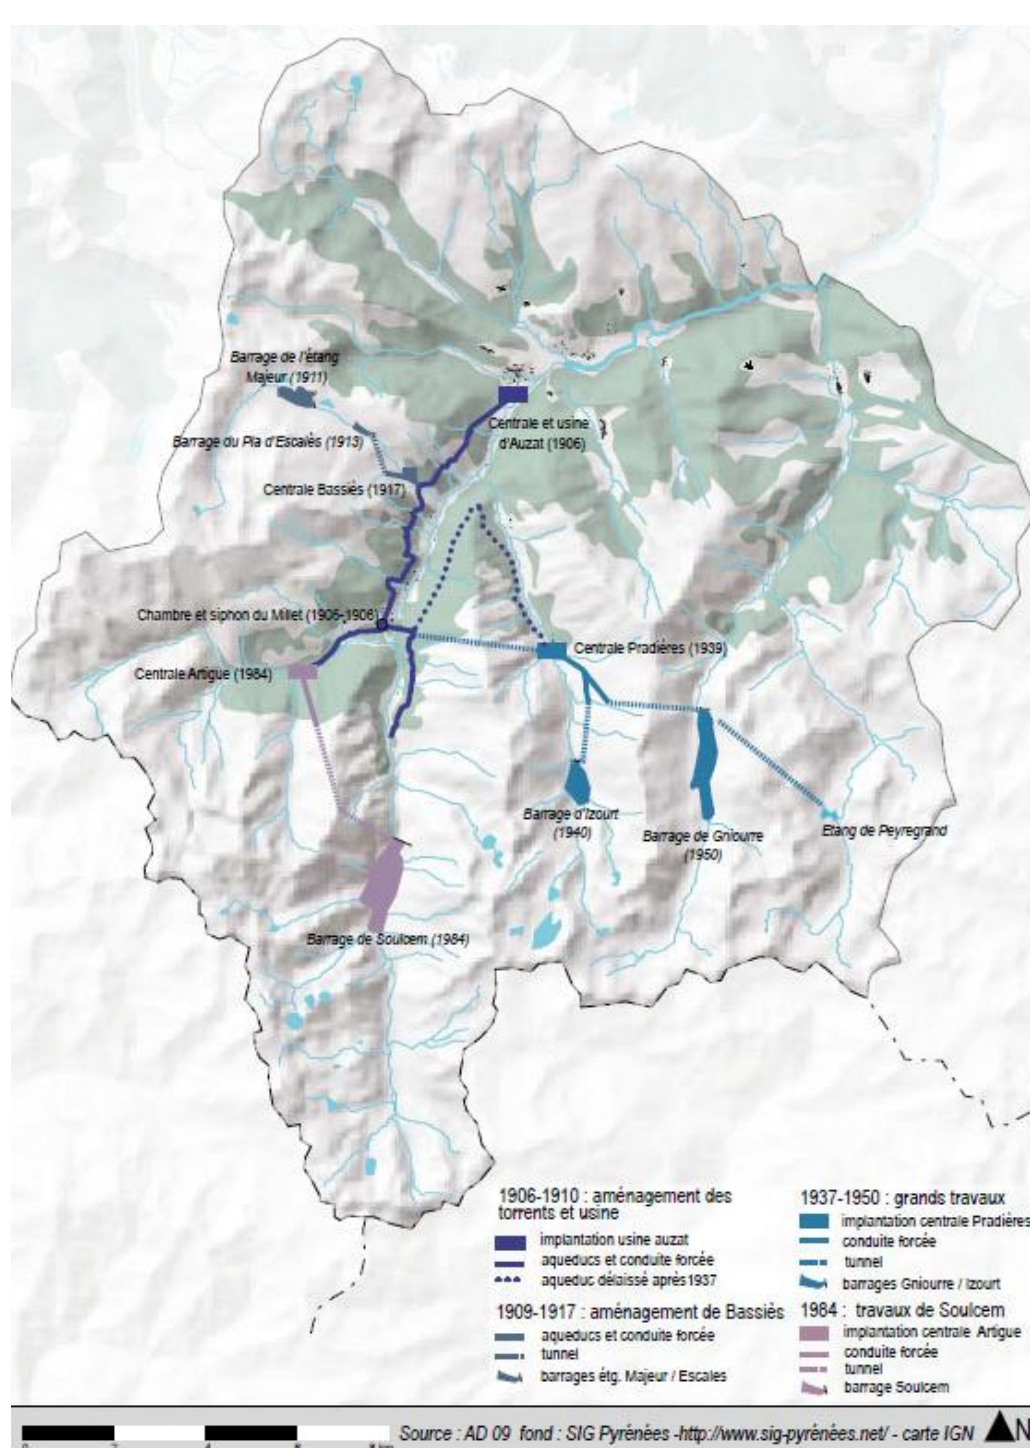 Barrage de l'étang
Majeur (1911)
Barrage du Pla d'Escalès (1913)
Centrale et usine
d'Auzat (1906)
Centrale Bassiès (1917)
Chambre et siphon du Millet (1905-1906)
Centrale Pradières (1939)
Centrale Artigue (1984)
Barrage d'Izourt
(1940)
Barrage de Gniourre
(1950)
Etang de Peyregrand
Barrage de Soulcem (1984)
1906-1910 : aménagement des
torrents et usine
implantation usine auzat
aqueducs et conduite forcée
aqueduc délaissé après1937
1909-1917 : aménagement de Bassiès
aqueducs et conduite forcée
tunnel
barrages étg. Majeur / Escales
1937-1950 : grands travaux
implantation centrale Pradières
conduite forcée
tunnel
barrages Gniourre / Izourt
1984 : travaux de Soulcem
implantation centrale Artigue
conduite forcée
tunnel
barrage Soulcem
Source : AD 09 fond : SIG Pyrénées -http://www.sig-pyrénées.net/ - carte IGN
N